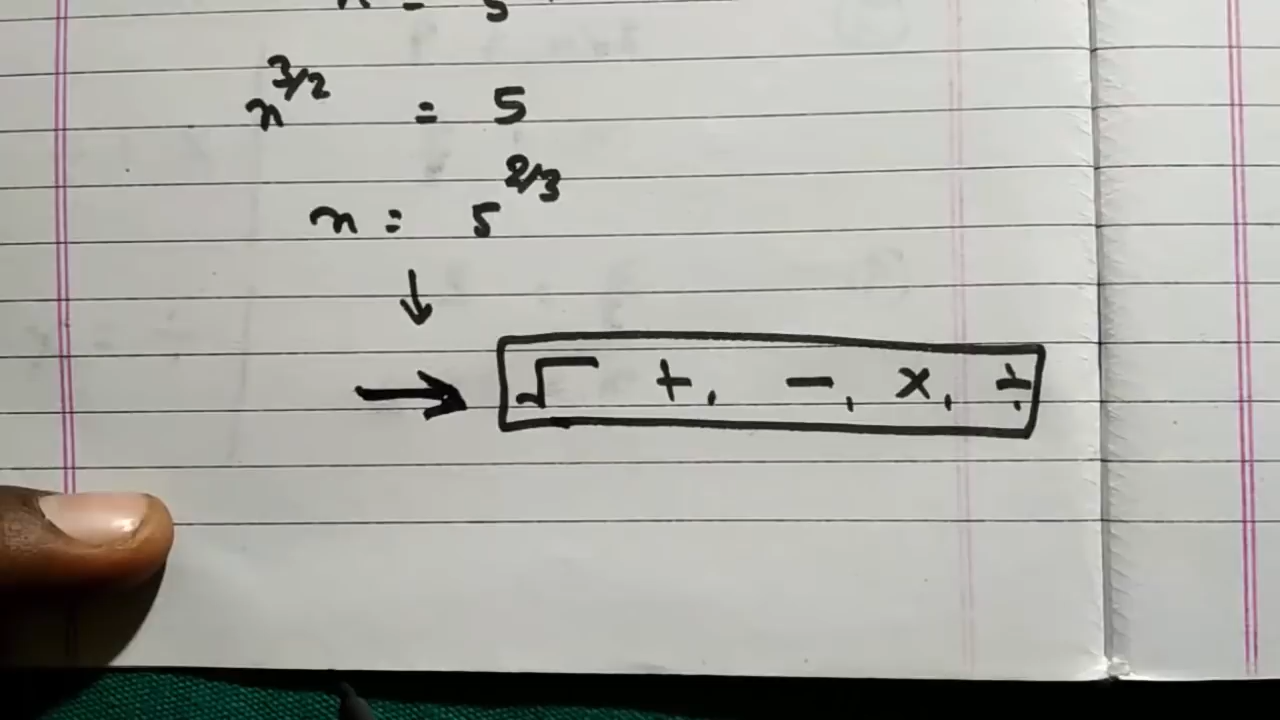 x^{3/2} = 5
x = 5^{2/3}
↓
→ √ +, −, ×, ÷